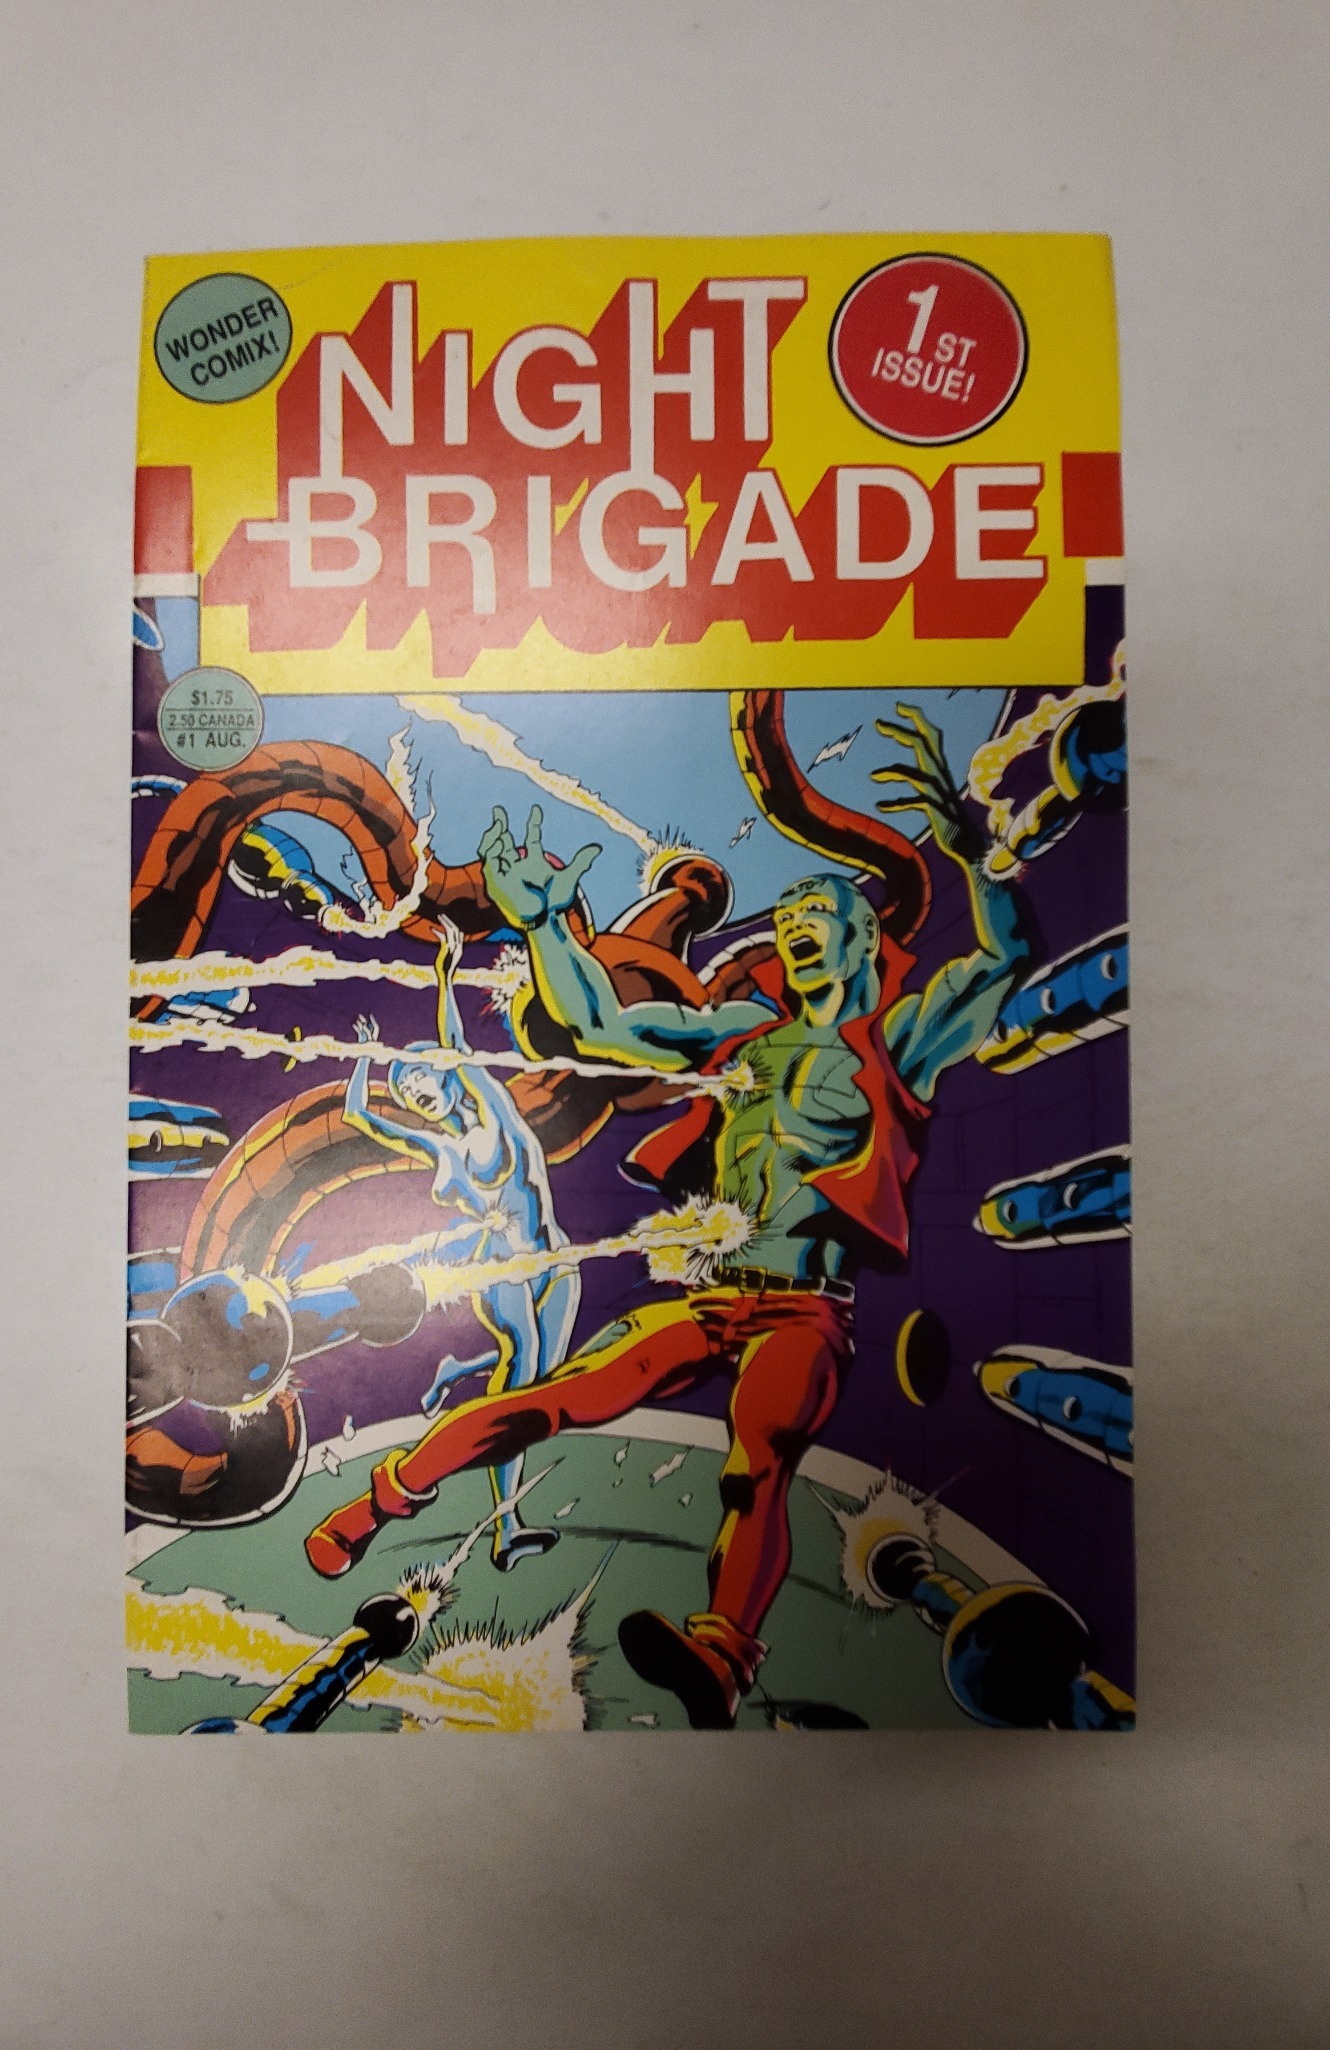 WONDER
COMIX!
NIGHT
BRIGADE
1ST
ISSUE!
$1.75
2.50 CANADA
#1 AUG.